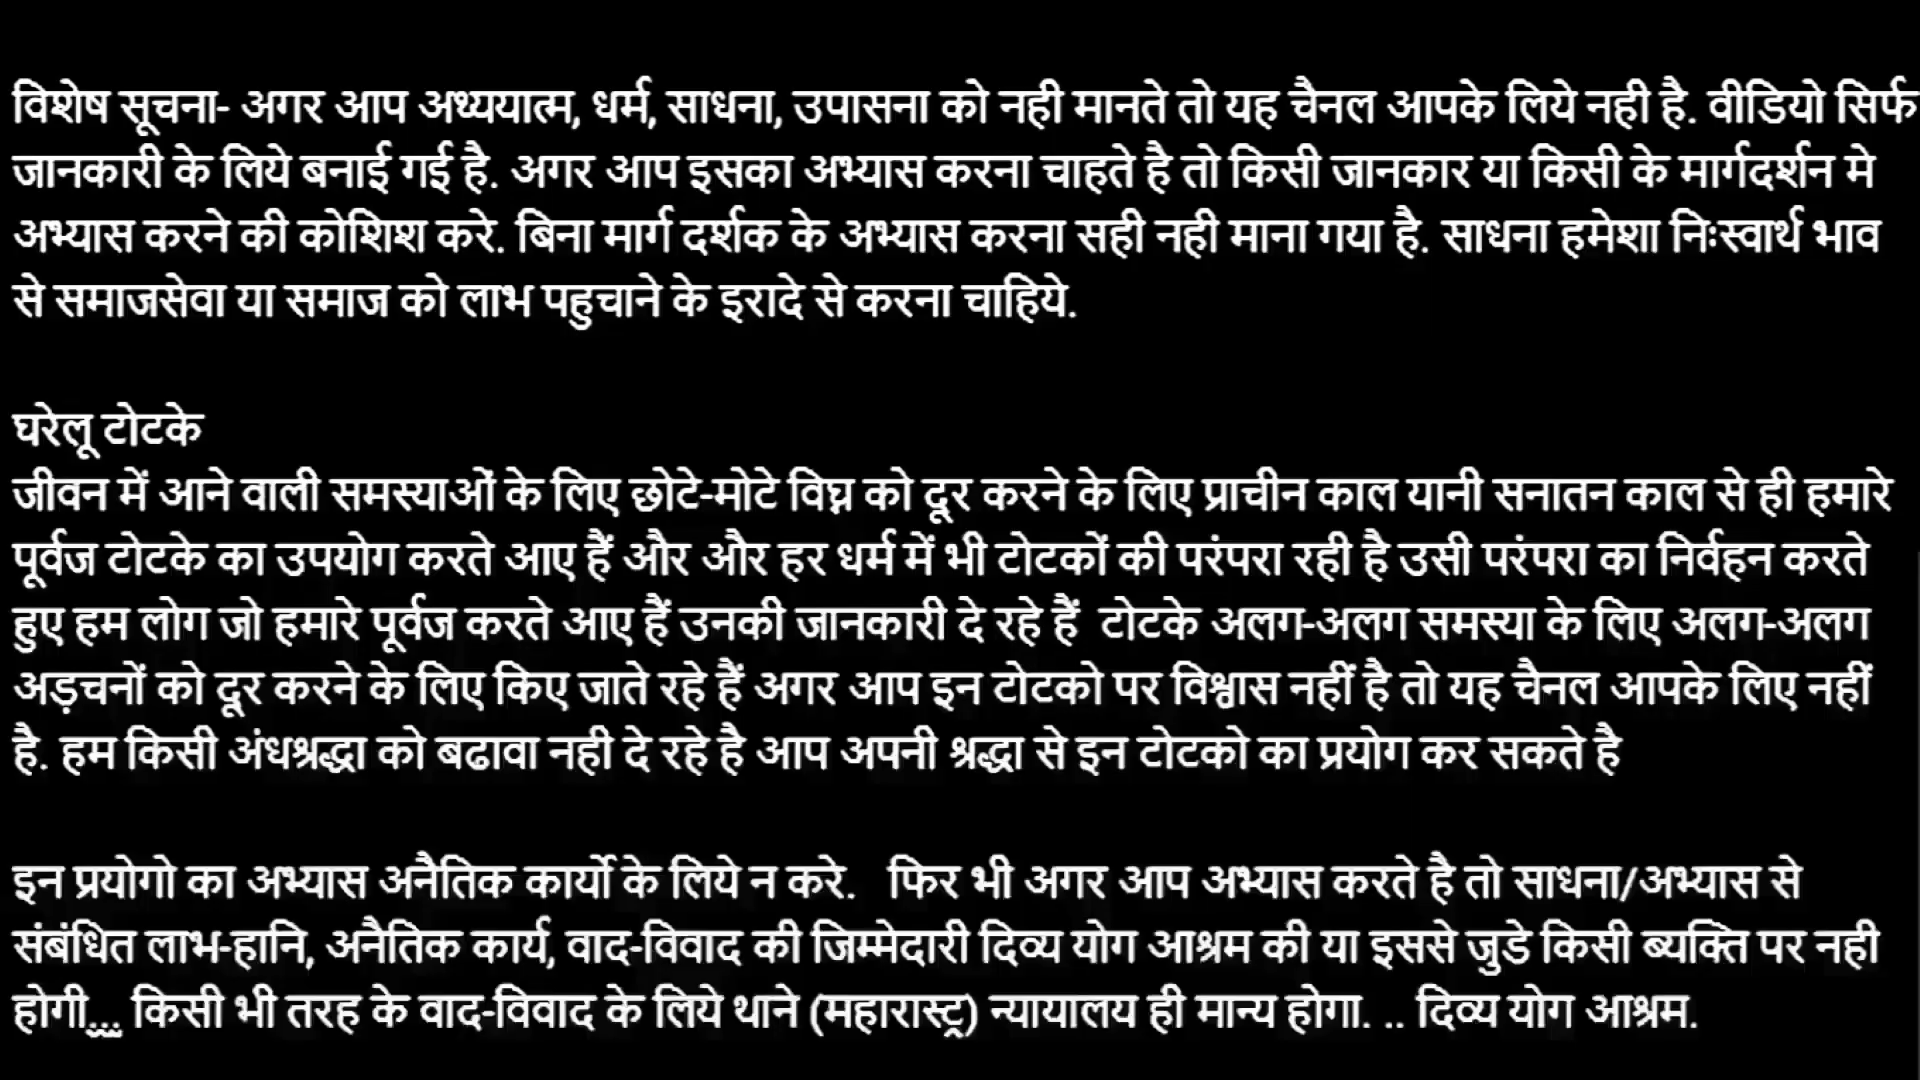 विशेष सूचना- अगर आप अध्ययात्म, धर्म, साधना, उपासना को नही मानते तो यह चैनल आपके लिये नही है. वीडियो सिर्फ
जानकारी के लिये बनाई गई है. अगर आप इसका अभ्यास करना चाहते है तो किसी जानकार या किसी के मार्गदर्शन मे
अभ्यास करने की कोशिश करे. बिना मार्ग दर्शक के अभ्यास करना सही नही माना गया है. साधना हमेशा निःस्वार्थ भाव
से समाजसेवा या समाज को लाभ पहुचाने के इरादे से करना चाहिये.
घरेलू टोटके
जीवन में आने वाली समस्याओं के लिए छोटे-मोटे विघ्न को दूर करने के लिए प्राचीन काल यानी सनातन काल से ही हमारे
पूर्वज टोटके का उपयोग करते आए हैं और और हर धर्म में भी टोटकों की परंपरा रही है उसी परंपरा का निर्वहन करते
हुए हम लोग जो हमारे पूर्वज करते आए हैं उनकी जानकारी दे रहे हैं  टोटके अलग-अलग समस्या के लिए अलग-अलग
अड़चनों को दूर करने के लिए किए जाते रहे हैं अगर आप इन टोटको पर विश्वास नहीं है तो यह चैनल आपके लिए नहीं
है. हम किसी अंधश्रद्धा को बढावा नही दे रहे है आप अपनी श्रद्धा से इन टोटको का प्रयोग कर सकते है
इन प्रयोगो का अभ्यास अनैतिक कार्यो के लिये न करे.   फिर भी अगर आप अभ्यास करते है तो साधना/अभ्यास से
संबंधित लाभ-हानि, अनैतिक कार्य, वाद-विवाद की जिम्मेदारी दिव्य योग आश्रम की या इससे जुडे किसी ब्यक्ति पर नही
होगी... किसी भी तरह के वाद-विवाद के लिये थाने (महारास्ट्र) न्यायालय ही मान्य होगा. .. दिव्य योग आश्रम.